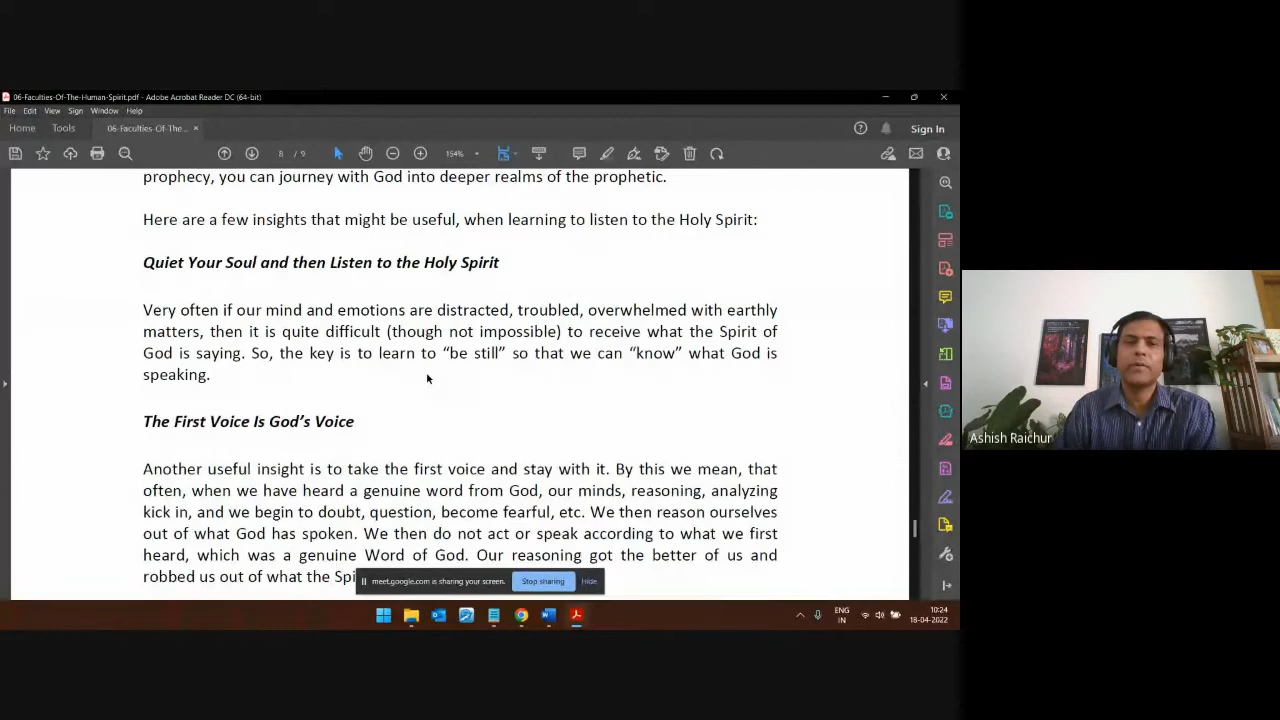 06-Faculties-Of-The-Human-Spirit.pdf - Adobe Acrobat Reader DC (64-bit)
File Edit View Sign Window Help
Home Tools 06-Faculties-Of-The... × Sign In
8 / 9 154%
prophecy, you can journey with God into deeper realms of the prophetic.
Here are a few insights that might be useful, when learning to listen to the Holy Spirit:
Quiet Your Soul and then Listen to the Holy Spirit
Very often if our mind and emotions are distracted, troubled, overwhelmed with earthly
matters, then it is quite difficult (though not impossible) to receive what the Spirit of
God is saying. So, the key is to learn to “be still” so that we can “know” what God is
speaking.
The First Voice Is God’s Voice
Another useful insight is to take the first voice and stay with it. By this we mean, that
often, when we have heard a genuine word from God, our minds, reasoning, analyzing
kick in, and we begin to doubt, question, become fearful, etc. We then reason ourselves
out of what God has spoken. We then do not act or speak according to what we first
heard, which was a genuine Word of God. Our reasoning got the better of us and
robbed us out of what the Spi
meet.google.com is sharing your screen. Stop sharing Hide
ENG
IN
10:24
18-04-2022
Ashish Raichur